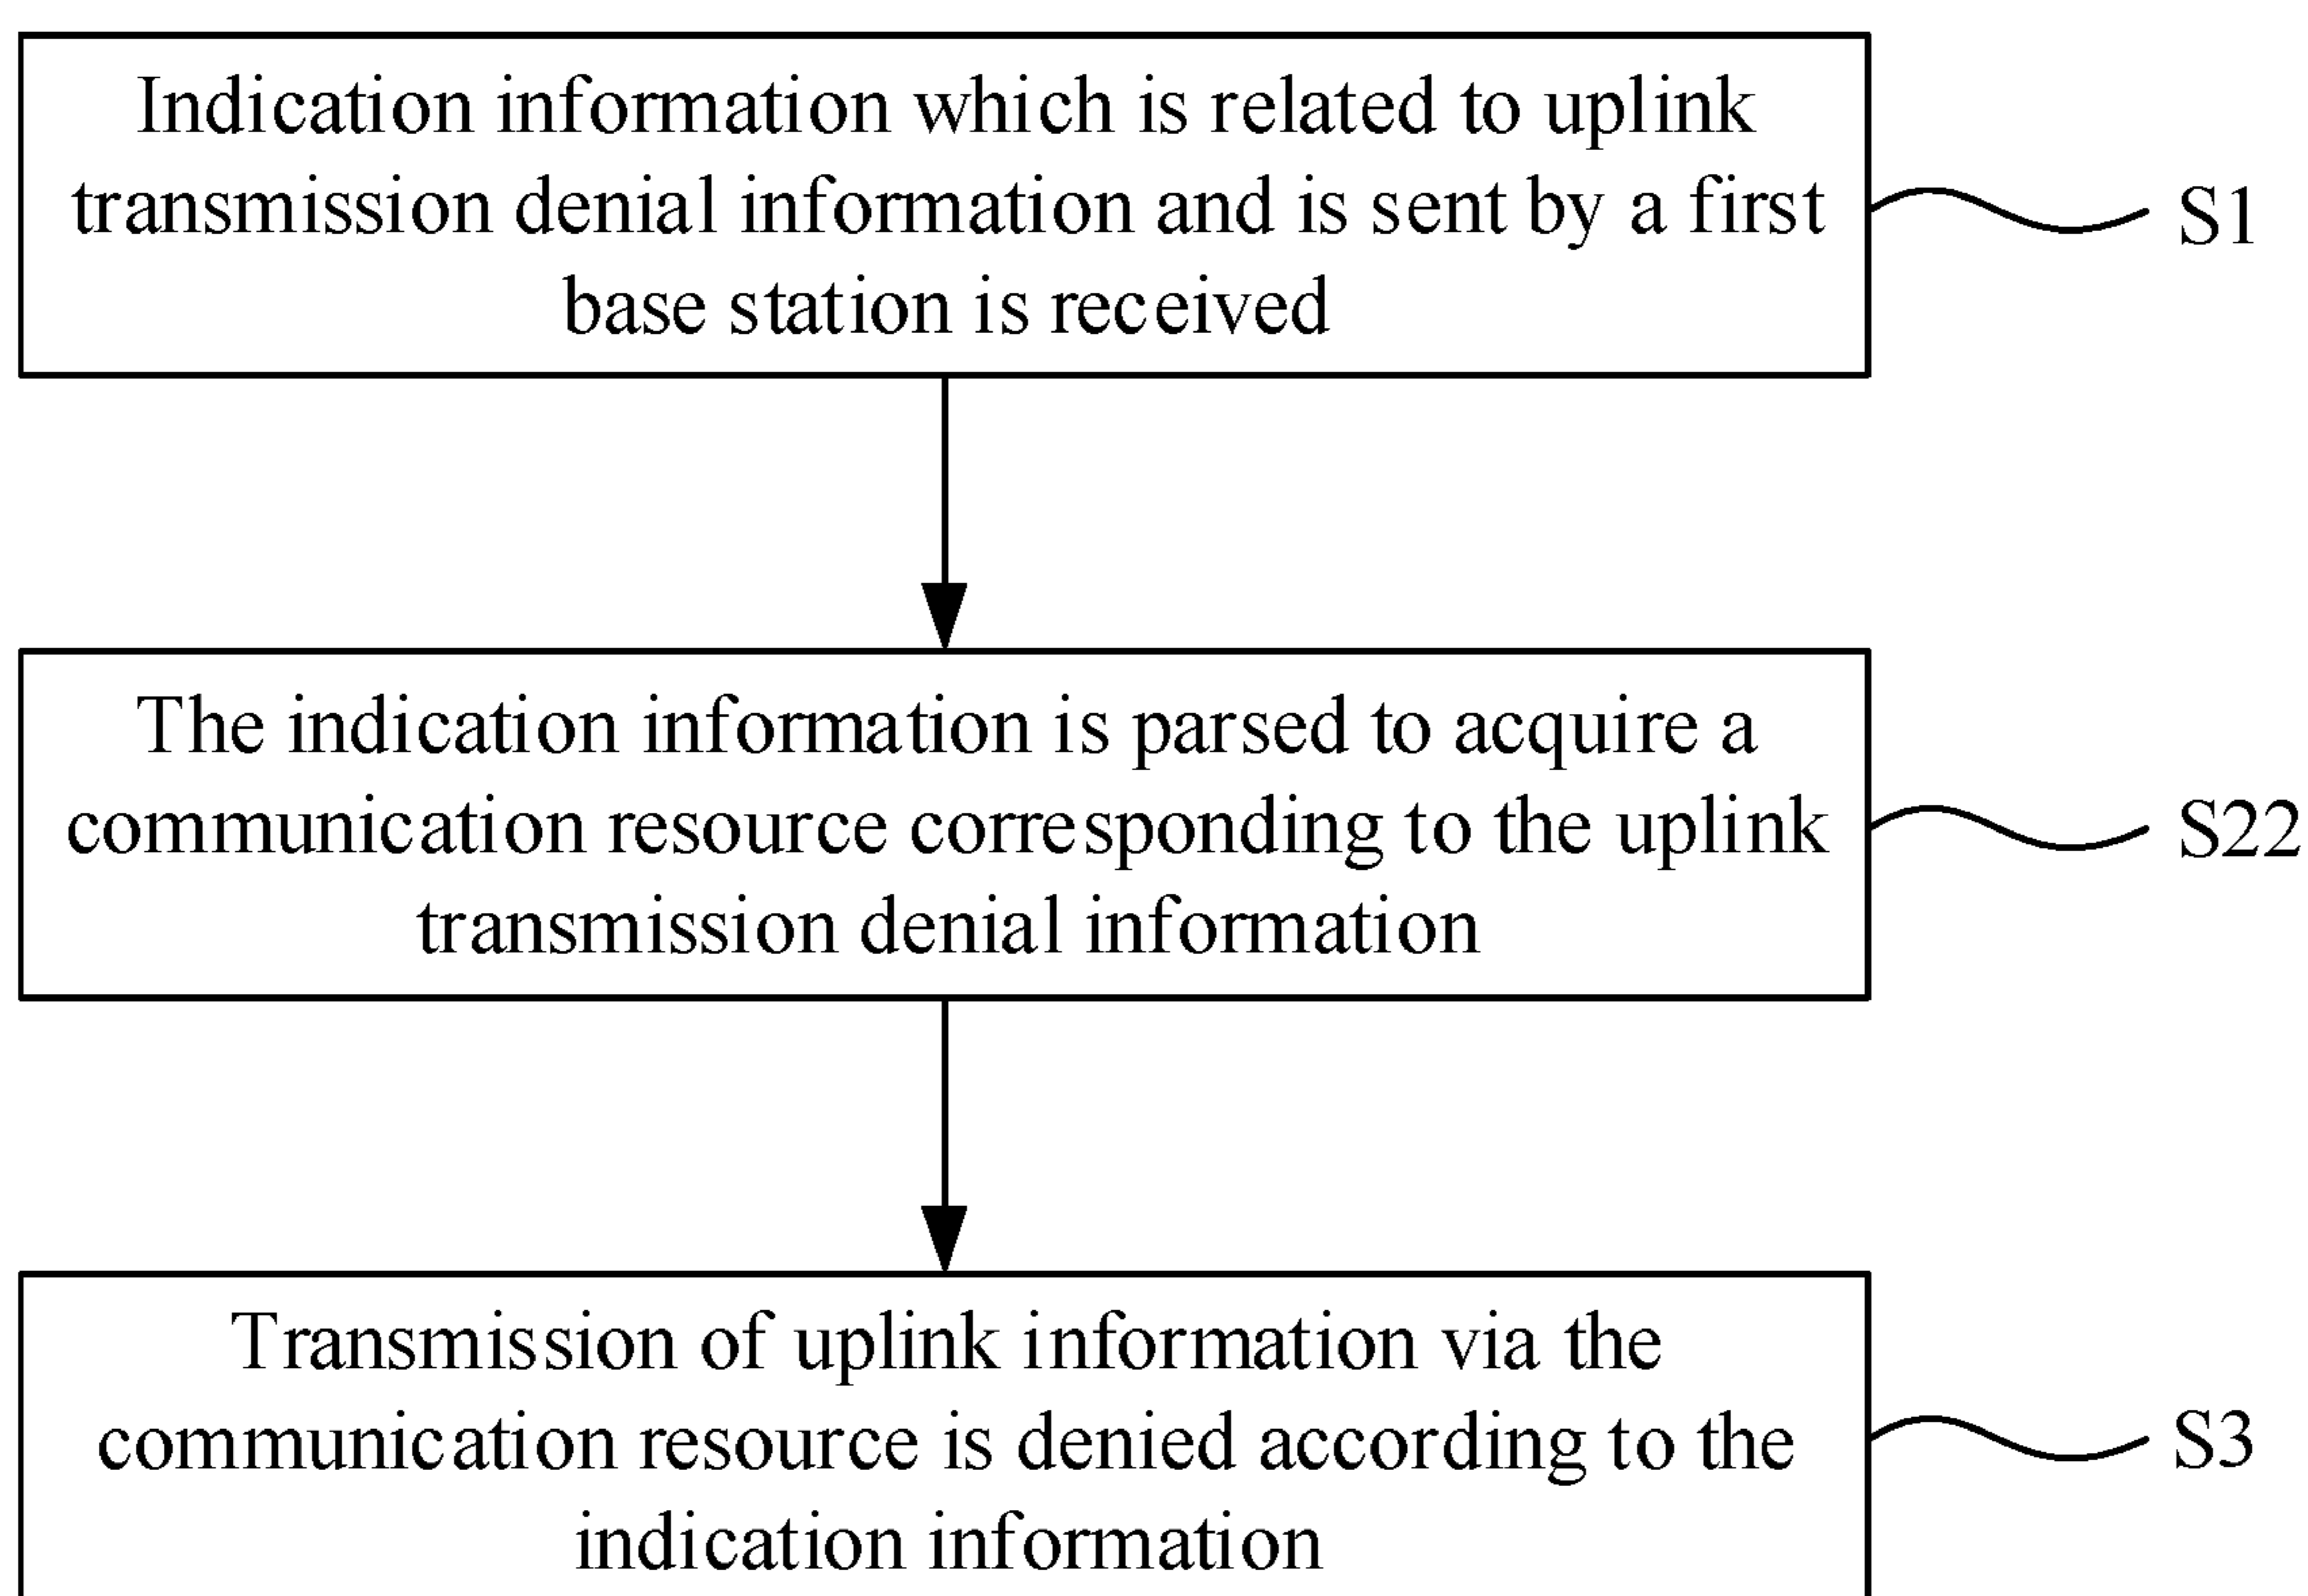 Indication information which is related to uplink
transmission denial information and is sent by a first
base station is received
S1
The indication information is parsed to acquire a
communication resource corresponding to the uplink
transmission denial information
S22
Transmission of uplink information via the
communication resource is denied according to the
indication information
S3